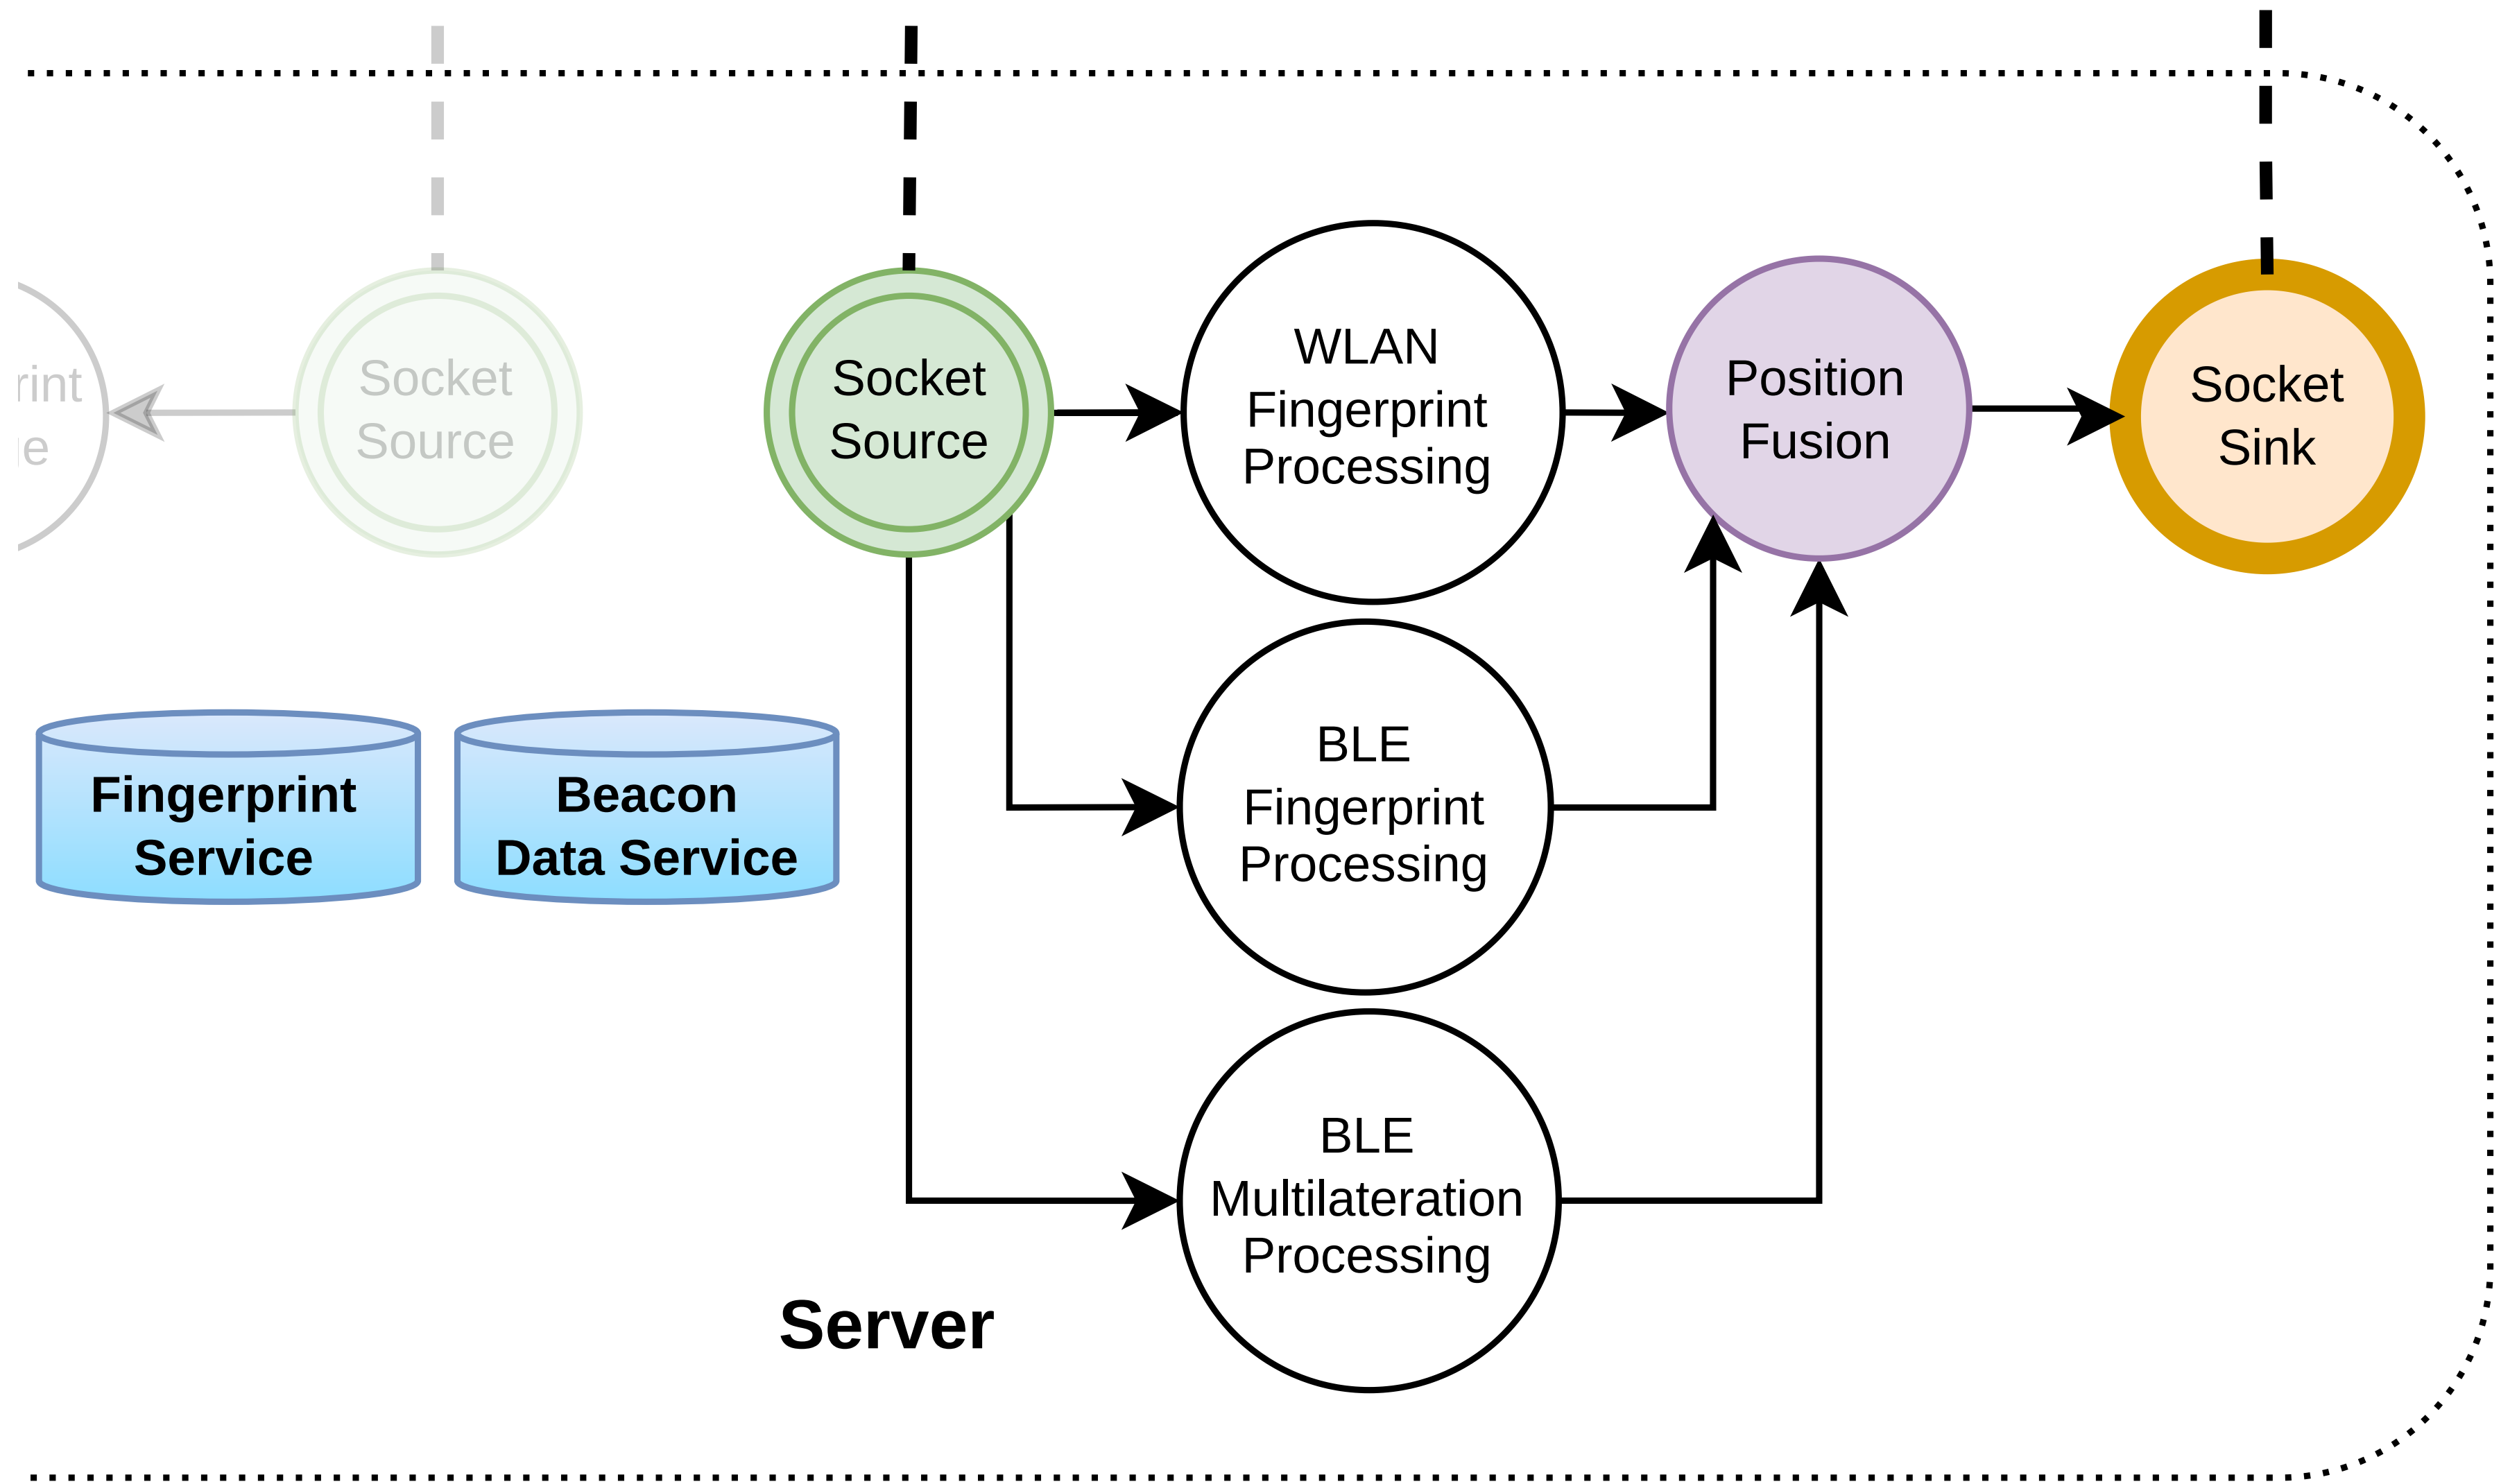 Socket
Source
Socket
Source
WLAN
Fingerprint
Processing
Position
Fusion
Socket
Sink
Fingerprint
Service
Beacon
Data Service
BLE
Fingerprint
Processing
BLE
Multilateration
Processing
Server